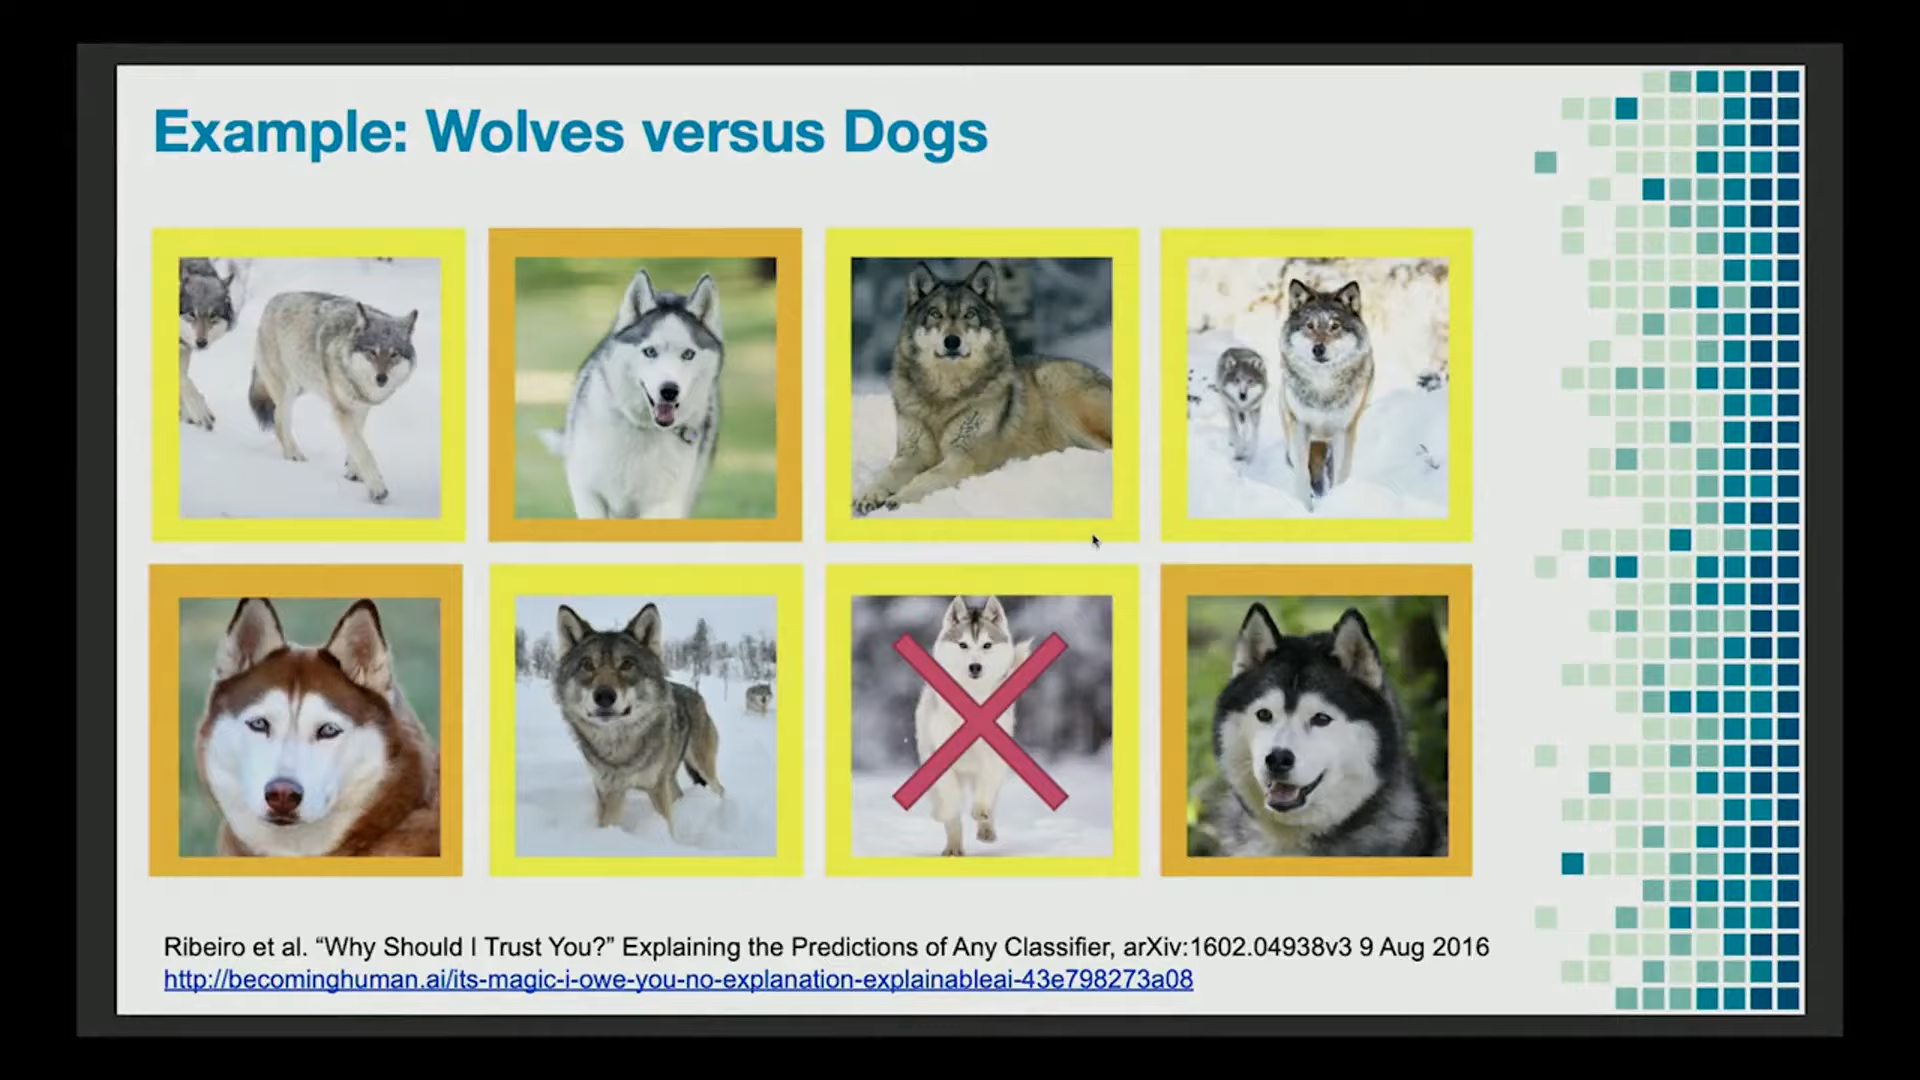 Example: Wolves versus Dogs
Ribeiro et al. “Why Should I Trust You?” Explaining the Predictions of Any Classifier, arXiv:1602.04938v3 9 Aug 2016
http://becominghuman.ai/its-magic-i-owe-you-no-explanation-explainableai-43e798273a08